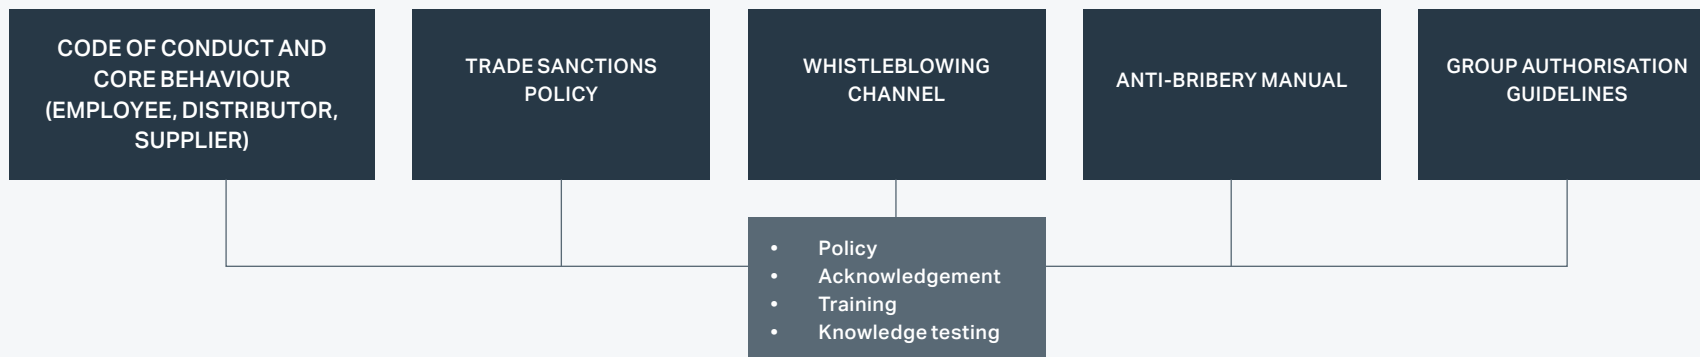 CODE OF CONDUCT AND
CORE BEHAVIOUR
(EMPLOYEE, DISTRIBUTOR,
SUPPLIER)
TRADE SANCTIONS
POLICY
WHISTLEBLOWING
CHANNEL
ANTI-BRIBERY MANUAL
GROUP AUTHORISATION
GUIDELINES
• Policy
• Acknowledgement
• Training
• Knowledge testing